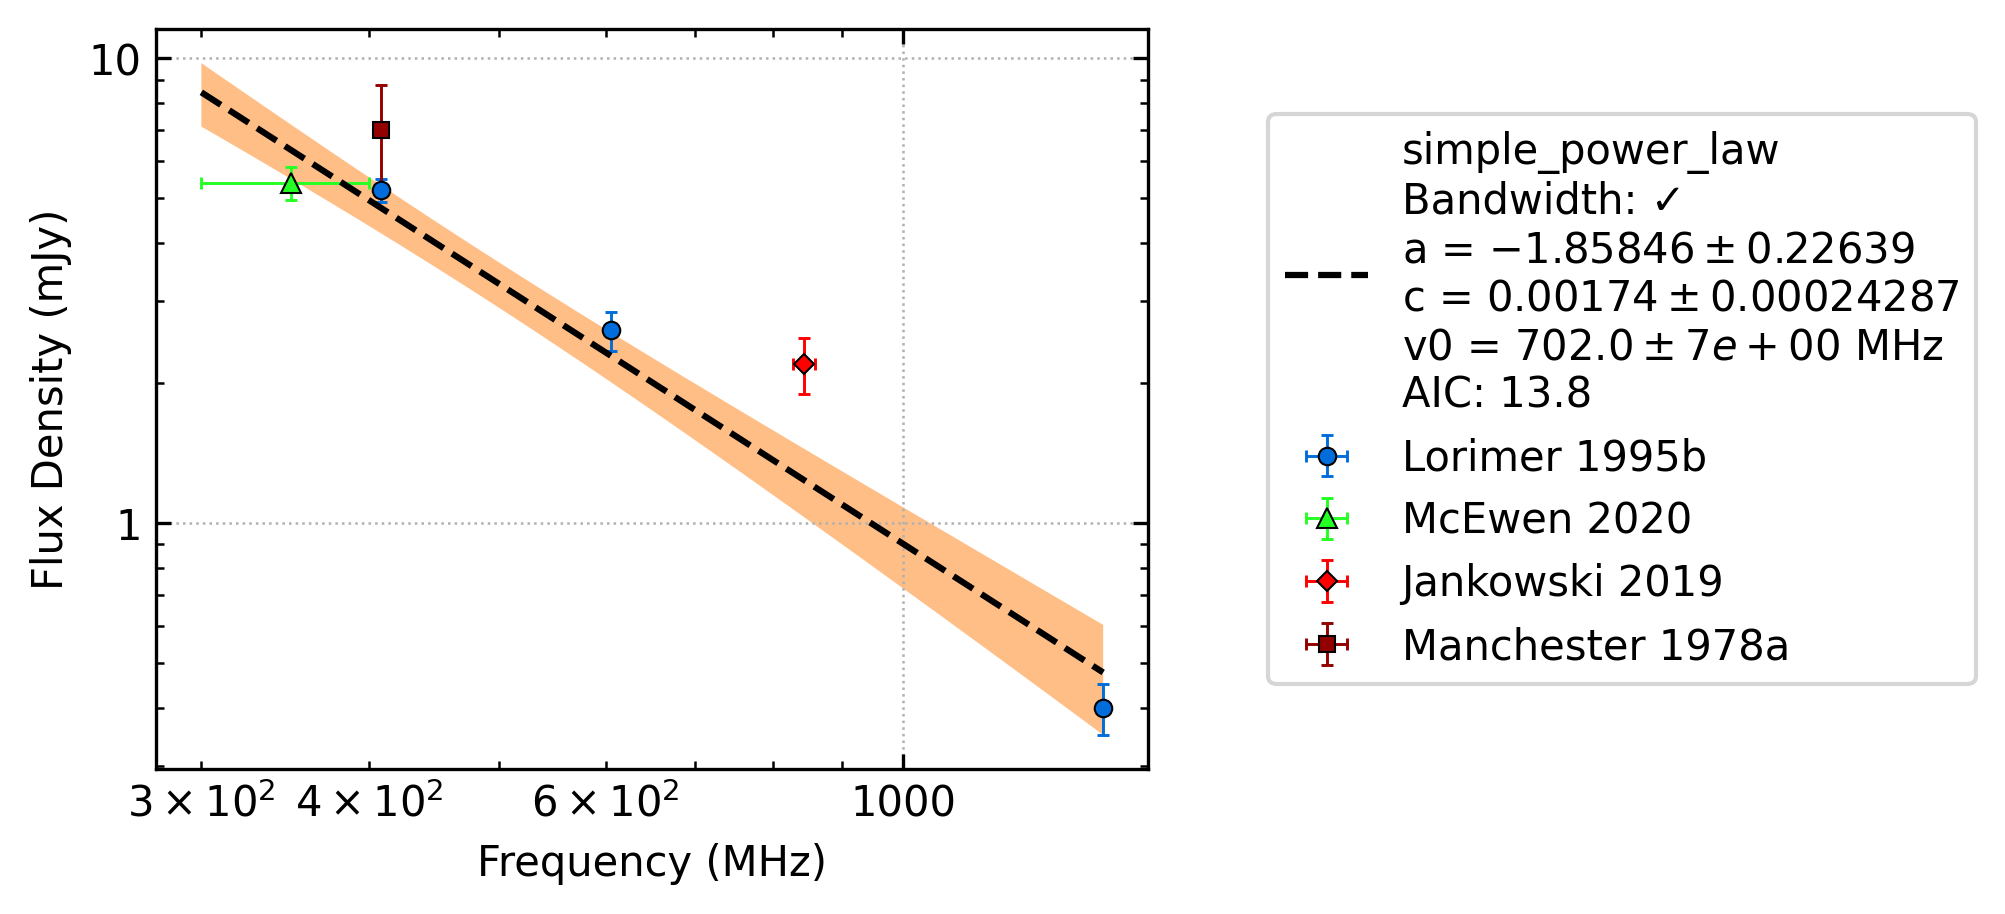 10
1
Flux Density (mJy)
3 × 10² 4 × 10² 6 × 10² 1000
Frequency (MHz)
simple_power_law
Bandwidth: ✓
a = −1.85846 ± 0.22639
c = 0.00174 ± 0.00024287
v0 = 702.0 ± 7e + 00 MHz
AIC: 13.8
Lorimer 1995b
McEwen 2020
Jankowski 2019
Manchester 1978a